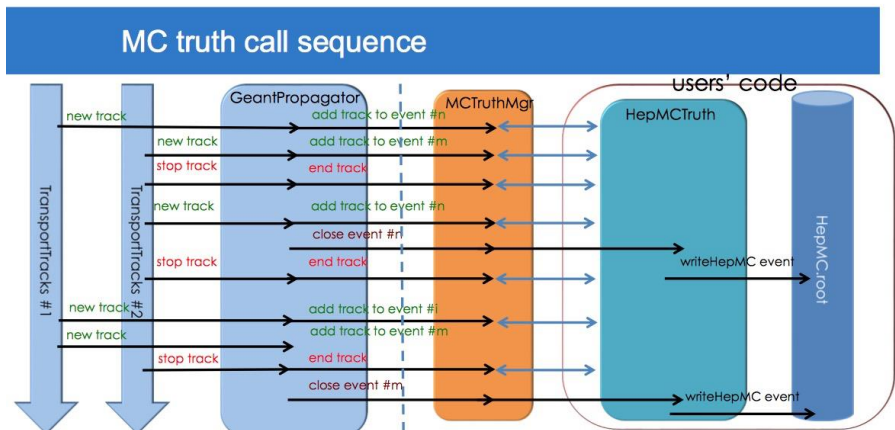 MC truth call sequence
users' code
GeantPropagator
MCTruthMgr
HepMCTruth
TransportTracks #1
TransportTracks #2
HepMC.root
new track
add track to event #n
new track
add track to event #m
stop track
end track
new track
add track to event #n
close event #n
stop track
end track
writeHepMC event
new track
add track to event #i
new track
add track to event #m
stop track
end track
close event #m
writeHepMC event